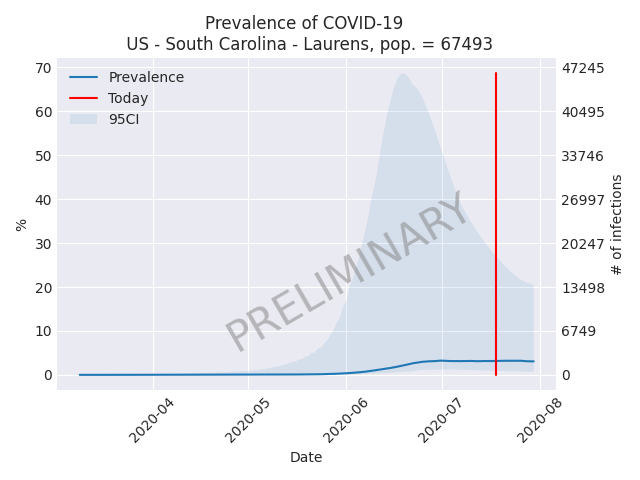 Prevalence of COVID-19
US - South Carolina - Laurens, pop. = 67493
70
60
50
40
30
20
10
0
%
Prevalence
Today
95CI
PRELIMINARY
47245
40495
33746
26997
20247
13498
6749
0
# of infections
2020-04
2020-05
2020-06
2020-07
2020-08
Date